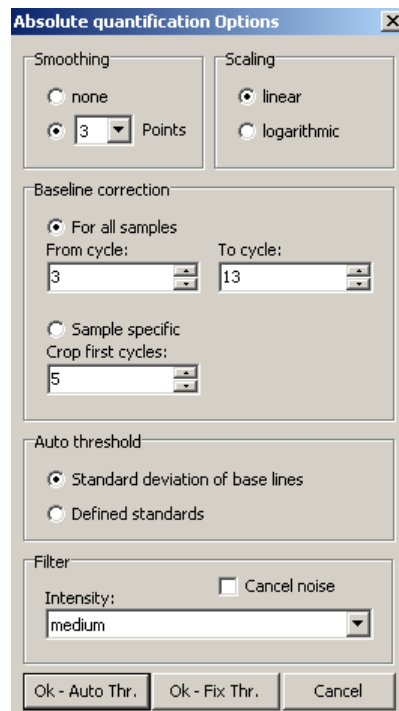 Absolute quantification Options
Smoothing
none
3 Points
Scaling
linear
logarithmic
Baseline correction
For all samples
From cycle: To cycle:
3 13
Sample specific
Crop first cycles:
5
Auto threshold
Standard deviation of base lines
Defined standards
Filter
Cancel noise
Intensity:
medium
Ok - Auto Thr. Ok - Fix Thr. Cancel